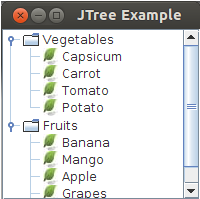 JTree Example
Vegetables
Capsicum
Carrot
Tomato
Potato
Fruits
Banana
Mango
Apple
Grapes